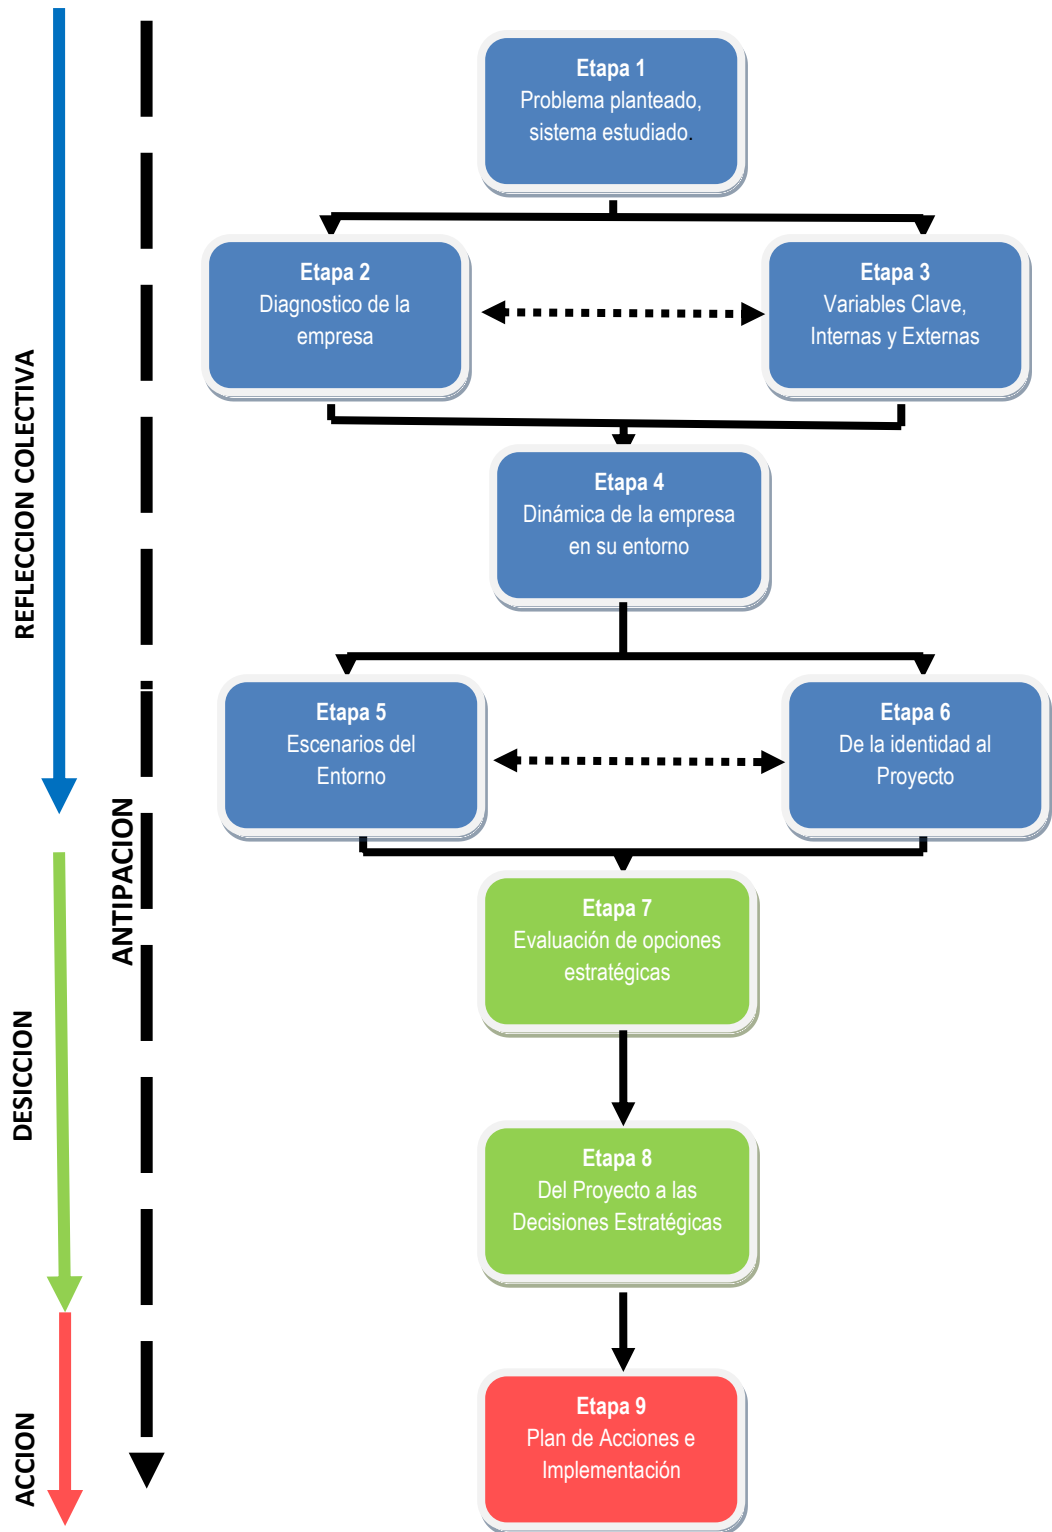 Etapa 1
Problema planteado,
sistema estudiado.
Etapa 2
Diagnostico de la
empresa
Etapa 3
Variables Clave,
Internas y Externas
REFLECCION COLECTIVA
Etapa 4
Dinámica de la empresa
en su entorno
Etapa 5
Escenarios del
Entorno
Etapa 6
De la identidad al
Proyecto
ANTIPACION
Etapa 7
Evaluación de opciones
estratégicas
DESICCION
Etapa 8
Del Proyecto a las
Decisiones Estratégicas
Etapa 9
Plan de Acciones e
Implementación
ACCION